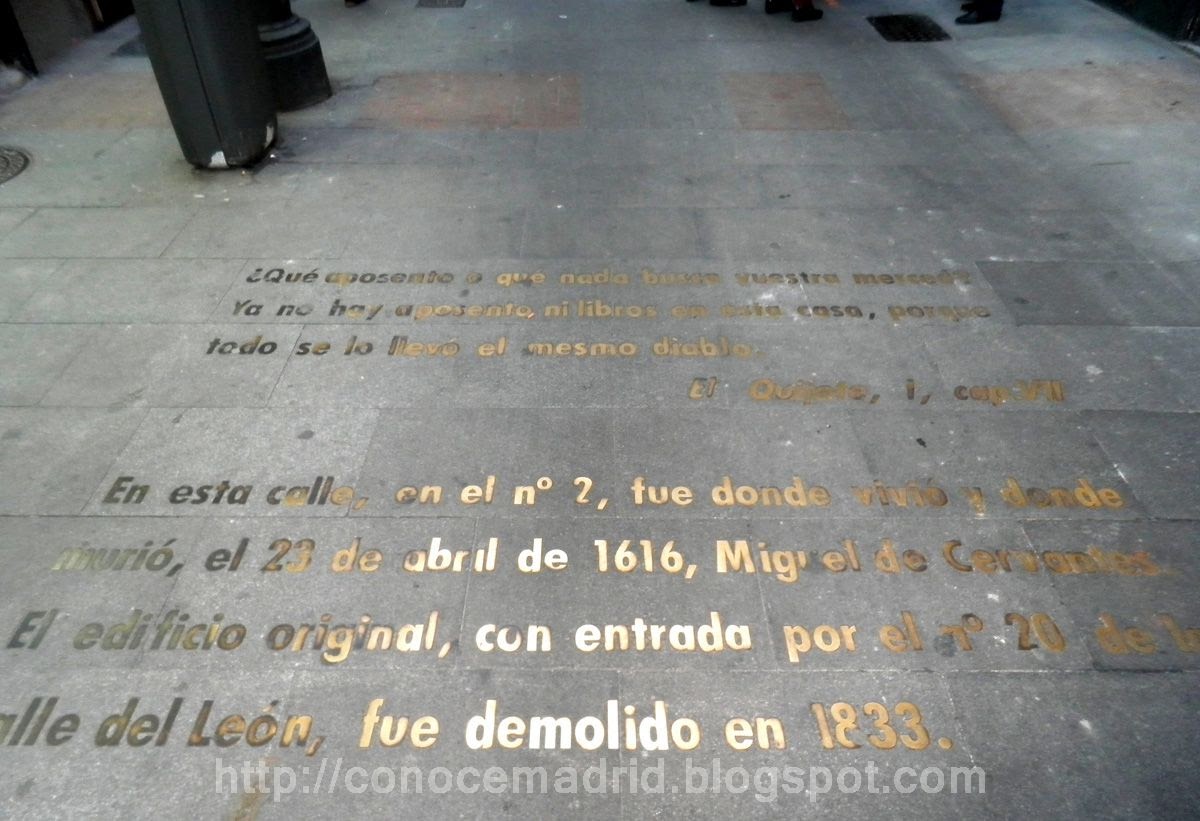 ¿Qué aposento o qué nada busca vuestra merced?
Ya no hay aposento, ni libros en esta casa, porque
todo se lo llevó el mesmo diablo.
El Quijote, I, cap.VII
En esta calle, en el nº 2, fue donde vivió y donde
murió, el 23 de abril de 1616, Miguel de Cervantes.
El edificio original, con entrada por el nº 20 de la
alle del León, fue demolido en 1833.
http://conocemadrid.blogspot.com